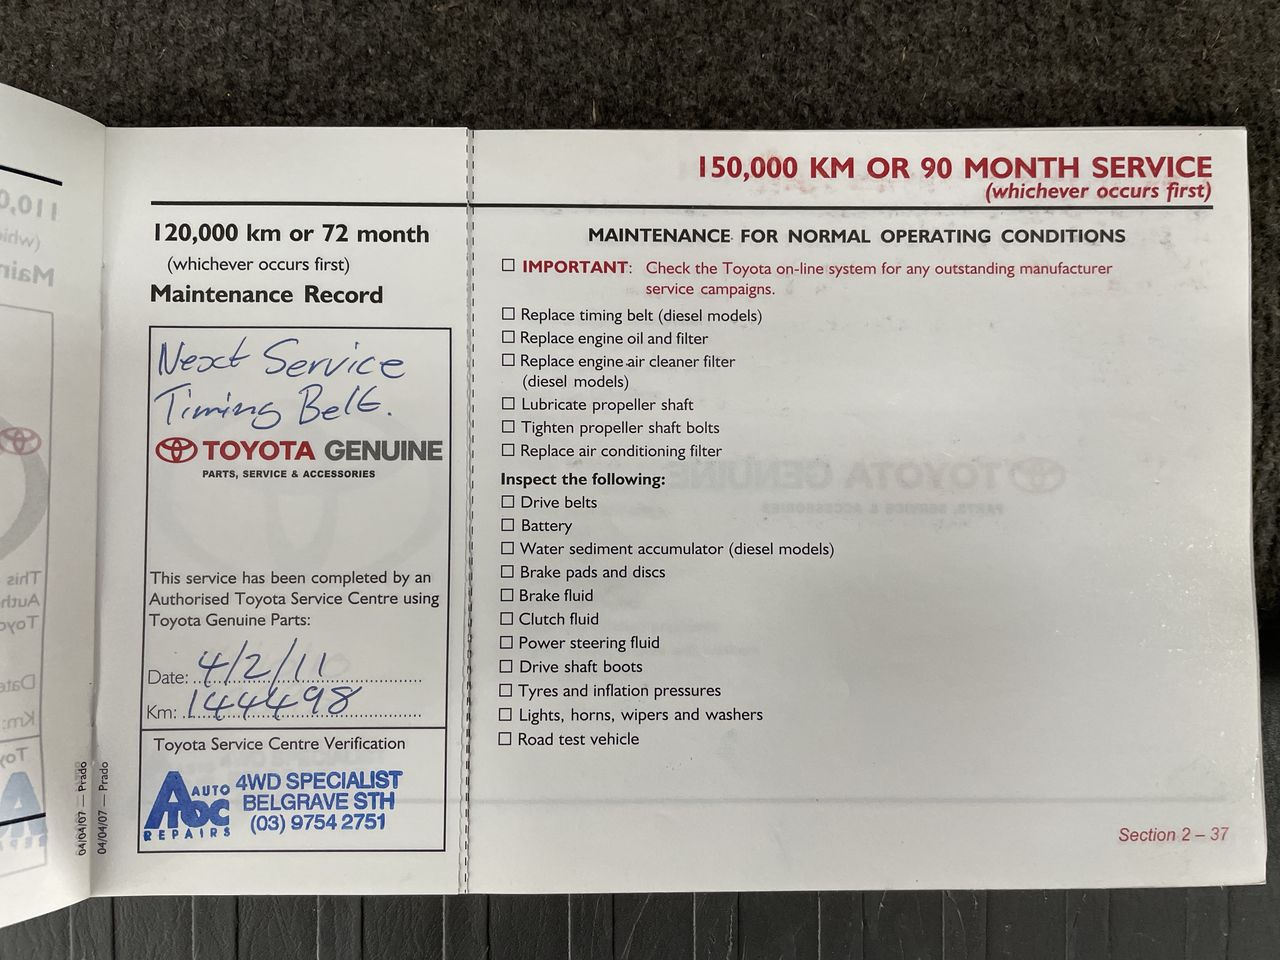 120,000 km or 72 month
(whichever occurs first)
Maintenance Record
Next Service
Timing Belt.
TOYOTA GENUINE
PARTS, SERVICE & ACCESSORIES
This service has been completed by an
Authorised Toyota Service Centre using
Toyota Genuine Parts:
Date: 4/2/11
Km: 144498
Toyota Service Centre Verification
AUTO
Aroc
REPAIRS
4WD SPECIALIST
BELGRAVE STH
(03) 9754 2751
04/04/07 — Prado
04/04/07 — Prado
150,000 KM OR 90 MONTH SERVICE
(whichever occurs first)
MAINTENANCE FOR NORMAL OPERATING CONDITIONS
☐ IMPORTANT: Check the Toyota on-line system for any outstanding manufacturer
service campaigns.
☐ Replace timing belt (diesel models)
☐ Replace engine oil and filter
☐ Replace engine air cleaner filter
(diesel models)
☐ Lubricate propeller shaft
☐ Tighten propeller shaft bolts
☐ Replace air conditioning filter
Inspect the following:
☐ Drive belts
☐ Battery
☐ Water sediment accumulator (diesel models)
☐ Brake pads and discs
☐ Brake fluid
☐ Clutch fluid
☐ Power steering fluid
☐ Drive shaft boots
☐ Tyres and inflation pressures
☐ Lights, horns, wipers and washers
☐ Road test vehicle
Section 2 – 37